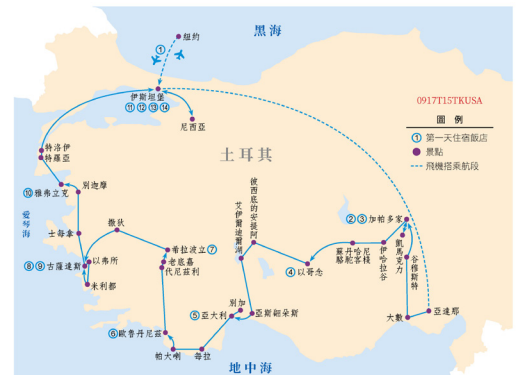 黑海
①
紐約
伊斯坦堡
⑪ ⑫ ⑬ ⑭
尼西亞
0917T15TKUSA
圖 例
① 第一天住宿飯店
景點
飛機搭乘航段
土耳其
特洛伊
特羅亞
⑩ 雅弗立克
別迦摩
愛琴海
士每拿
撒狄
希拉波立 ⑦
老底嘉
代尼茲利
⑧ ⑨ 古薩達斯
以弗所
米利都
艾伊爾迪爾湖
彼西底的安提阿
④ 以哥念
蘇丹哈尼
駱駝客棧
伊哈拉谷
② ③ 加帕多家
凱馬克力
谷穆斯特
⑤ 亞大利
別加
亞斯邦朵斯
⑥ 歐魯丹尼茲
帕大喇
每拉
大數
亞達那
地中海